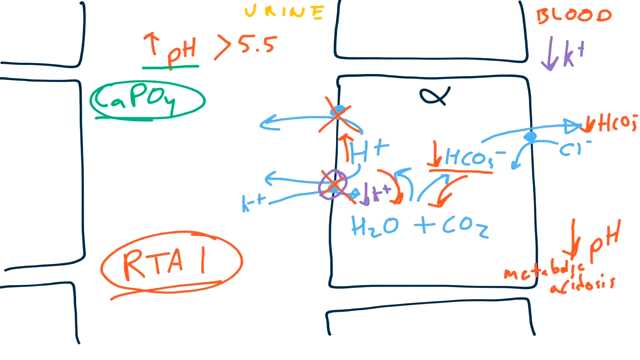 URINE
BLOOD
↑ pH > 5.5
↓ K+
CaPO4
α
↓ HCO3
H+
↓ HCO3-
Cl-
K+
↓ K+
H2O + CO2
RTA 1
↓ pH
metabolic
acidosis